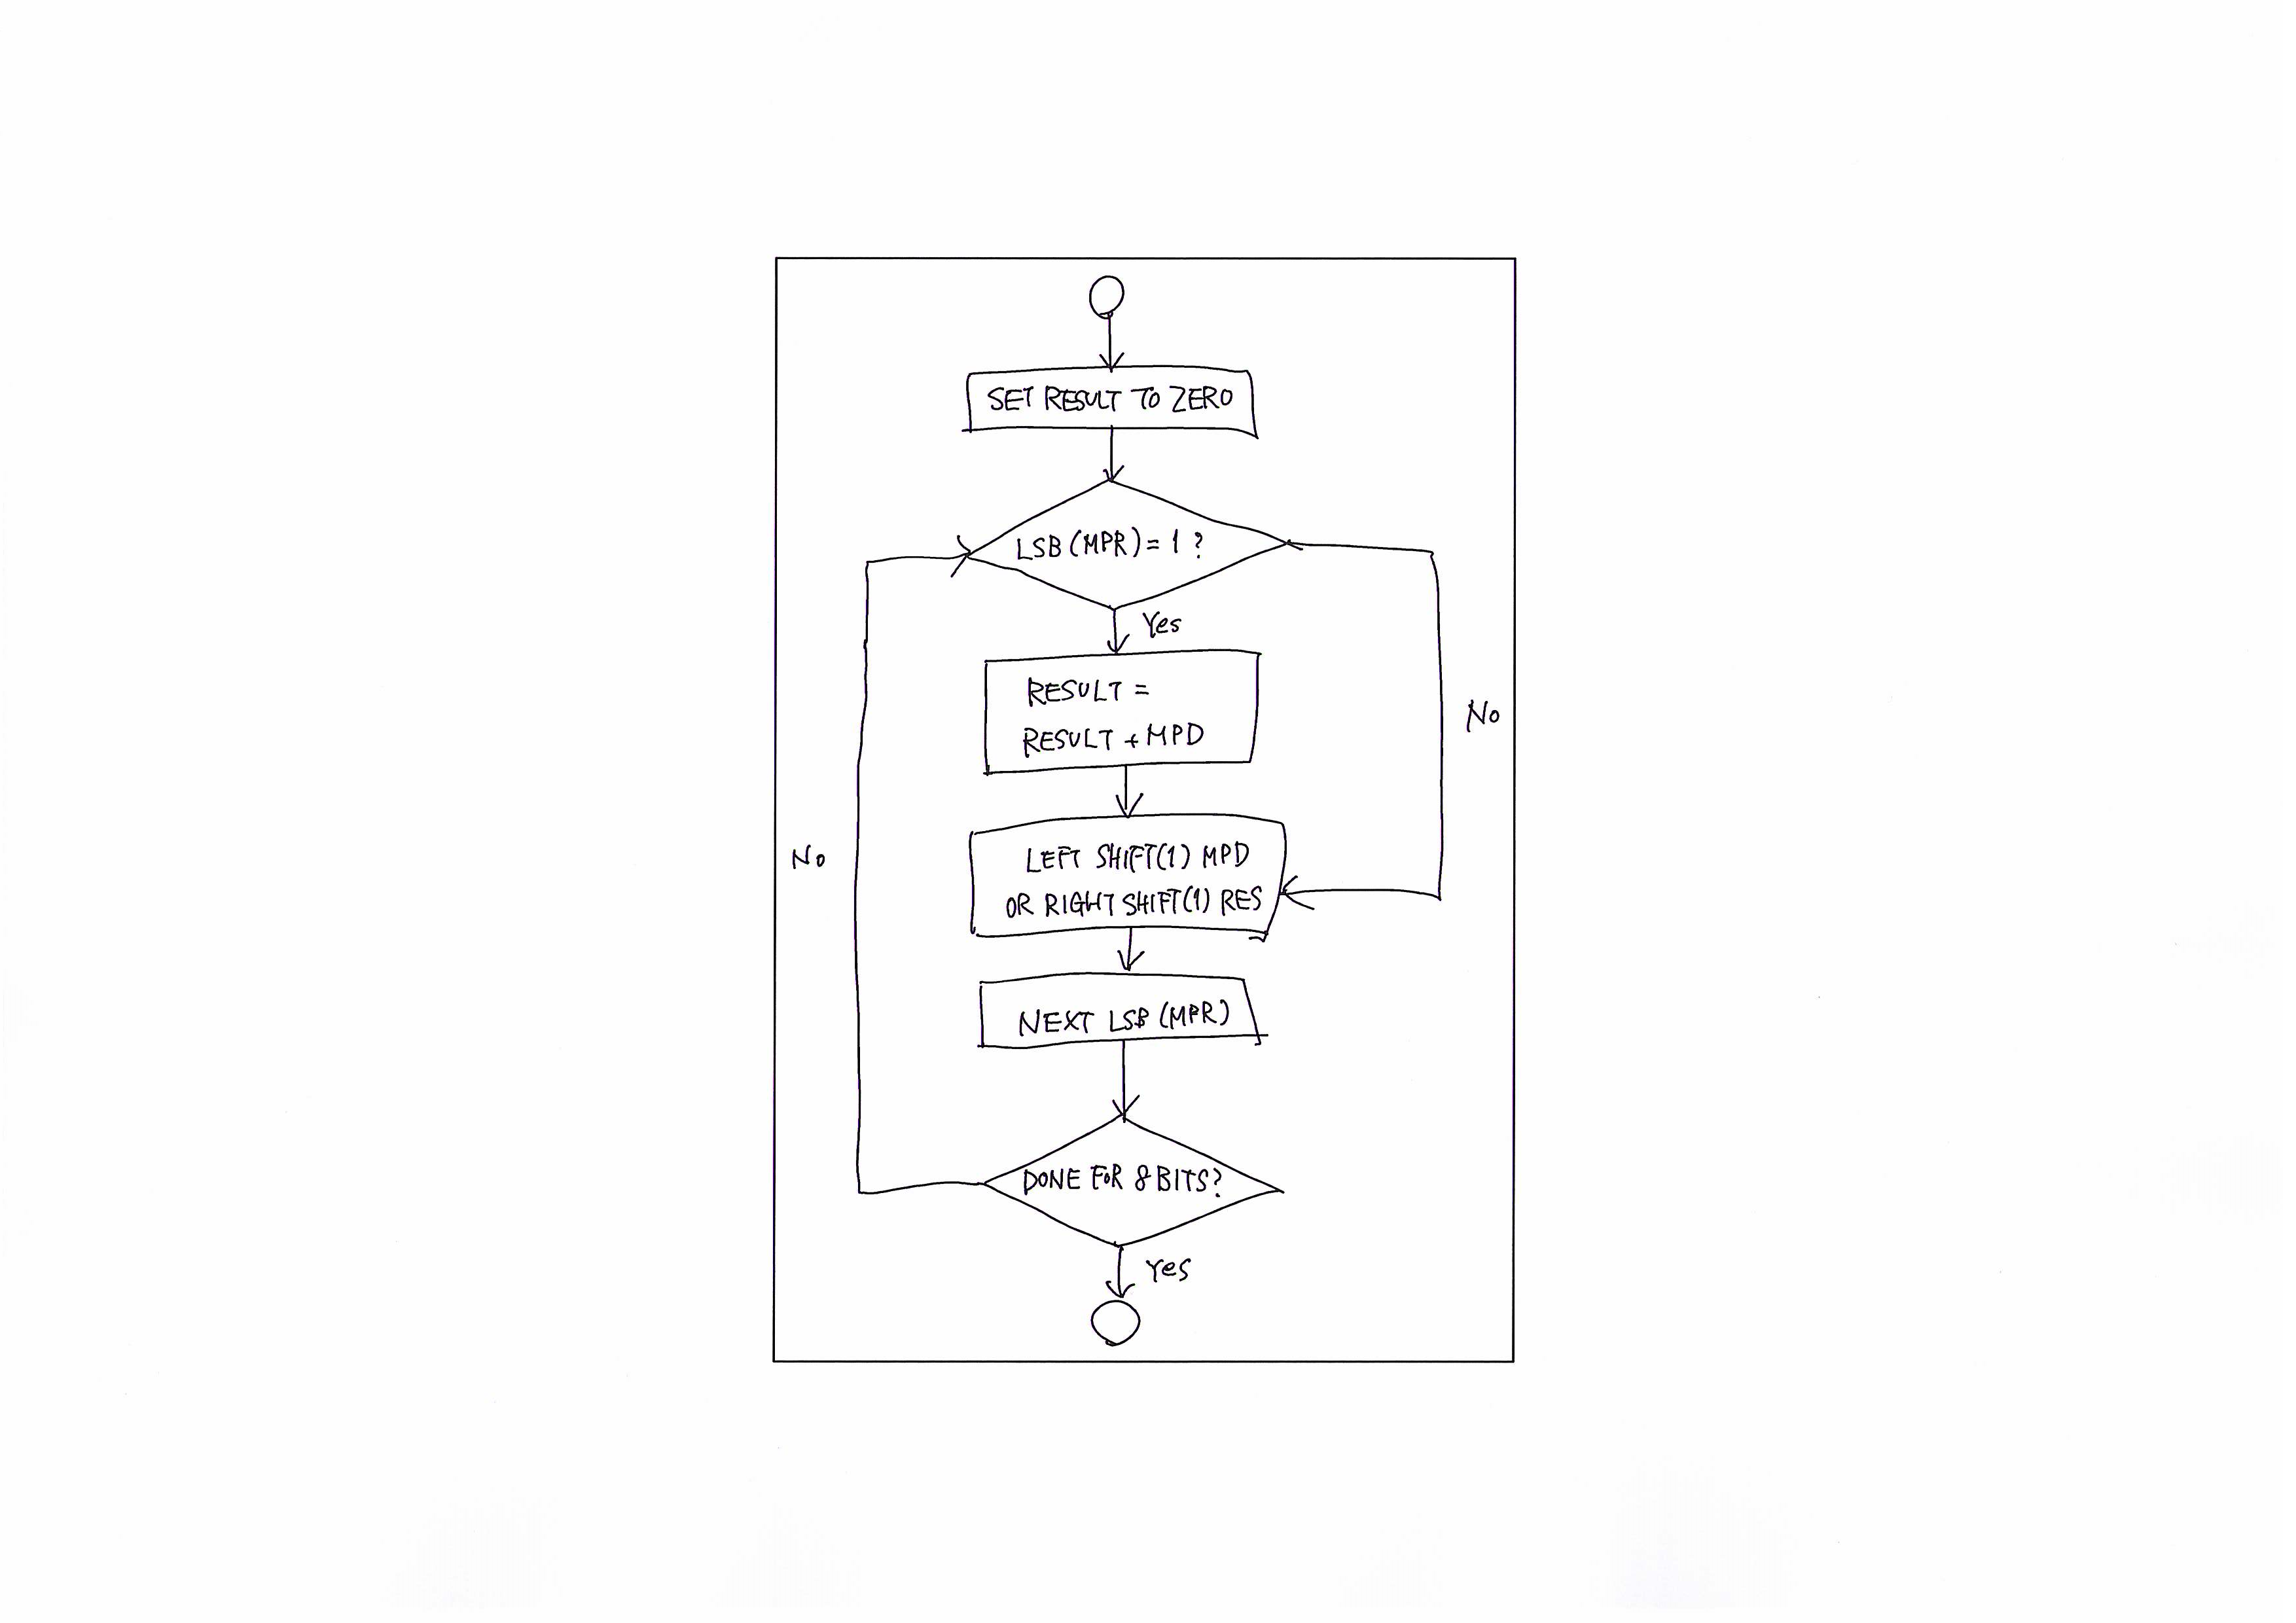 SET RESULT TO ZERO
LSB (MPR) = 1 ?
Yes
RESULT =
RESULT + MPD
No
LEFT SHIFT(1) MPD
OR RIGHT SHIFT(1) RES
No
NEXT LSB (MPR)
DONE FOR 8 BITS?
Yes